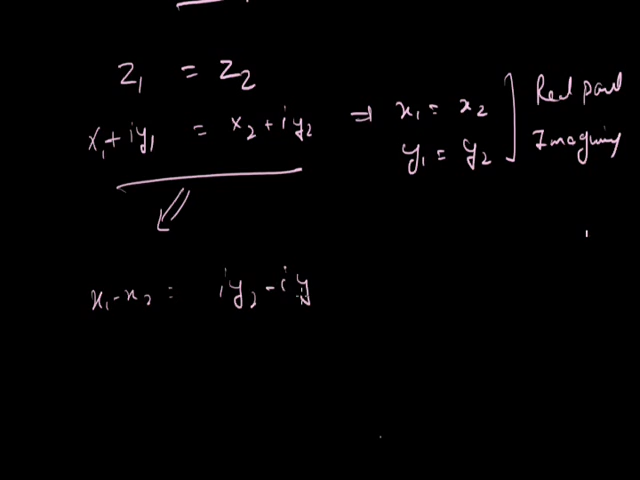 z₁ = z₂
x₁ + iy₁ = x₂ + iy₂ ⇒ x₁ = x₂ Real part
y₁ = y₂ Imaginary
x₁ - x₂ = iy₂ - iy₁